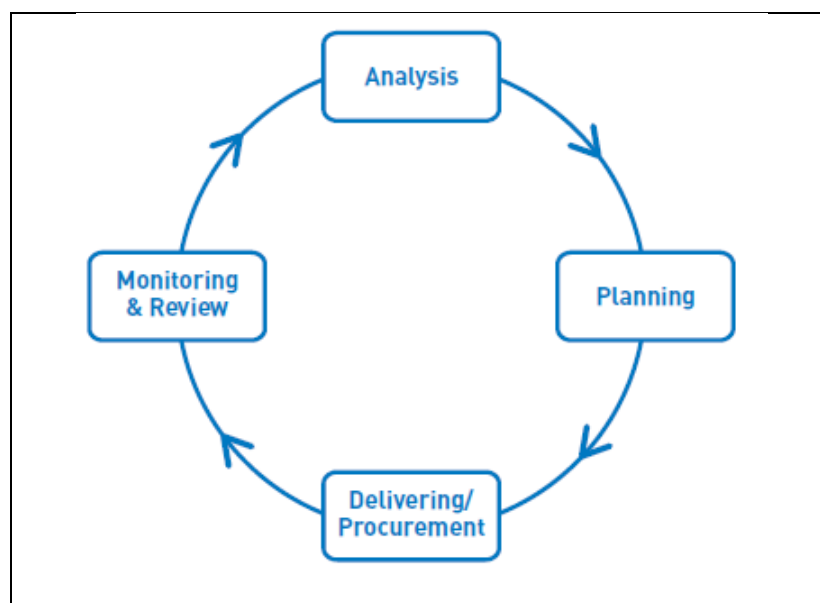 Analysis
Monitoring
& Review
Planning
Delivering/
Procurement